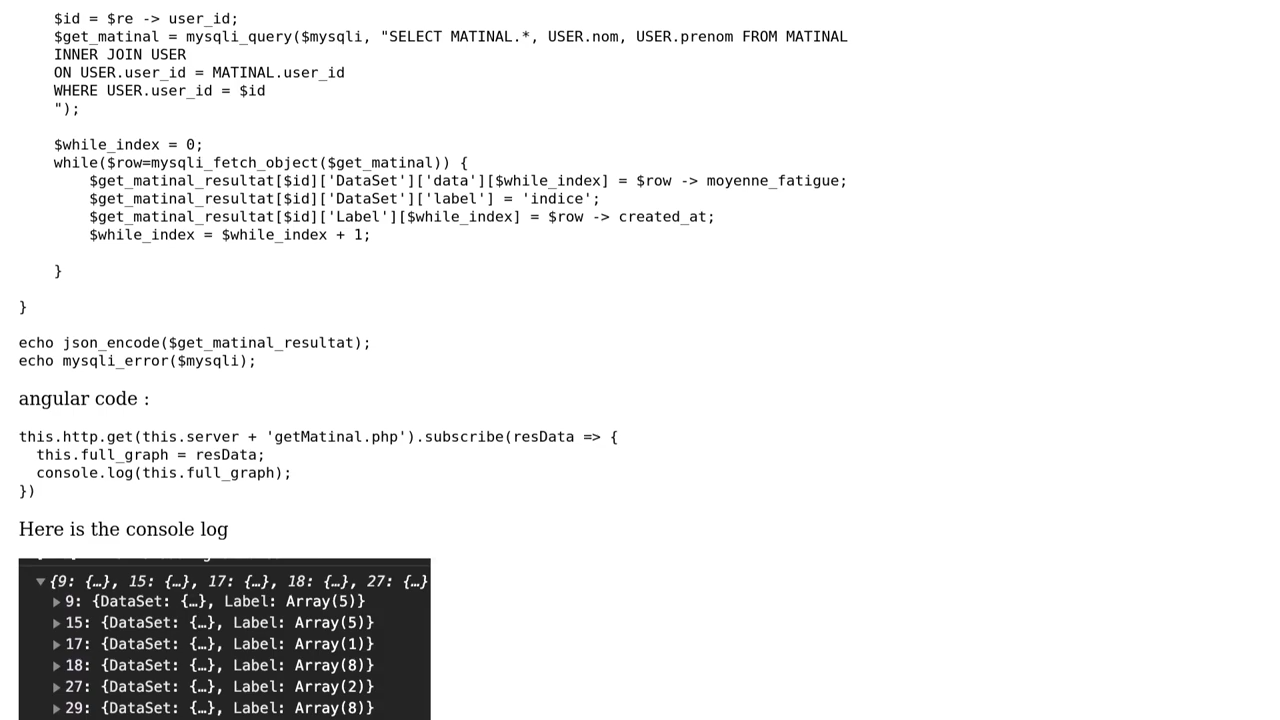 $id = $re -> user_id;
$get_matinal = mysqli_query($mysqli, "SELECT MATINAL.*, USER.nom, USER.prenom FROM MATINAL
INNER JOIN USER
ON USER.user_id = MATINAL.user_id
WHERE USER.user_id = $id
");
$while_index = 0;
while($row=mysqli_fetch_object($get_matinal)) {
$get_matinal_resultat[$id]['DataSet']['data'][$while_index] = $row -> moyenne_fatigue;
$get_matinal_resultat[$id]['DataSet']['label'] = 'indice';
$get_matinal_resultat[$id]['Label'][$while_index] = $row -> created_at;
$while_index = $while_index + 1;
}
}
echo json_encode($get_matinal_resultat);
echo mysqli_error($mysqli);
angular code :
this.http.get(this.server + 'getMatinal.php').subscribe(resData => {
this.full_graph = resData;
console.log(this.full_graph);
})
Here is the console log
{9: {…}, 15: {…}, 17: {…}, 18: {…}, 27: {…}
9: {DataSet: {…}, Label: Array(5)}
15: {DataSet: {…}, Label: Array(5)}
17: {DataSet: {…}, Label: Array(1)}
18: {DataSet: {…}, Label: Array(8)}
27: {DataSet: {…}, Label: Array(2)}
29: {DataSet: {…}, Label: Array(8)}